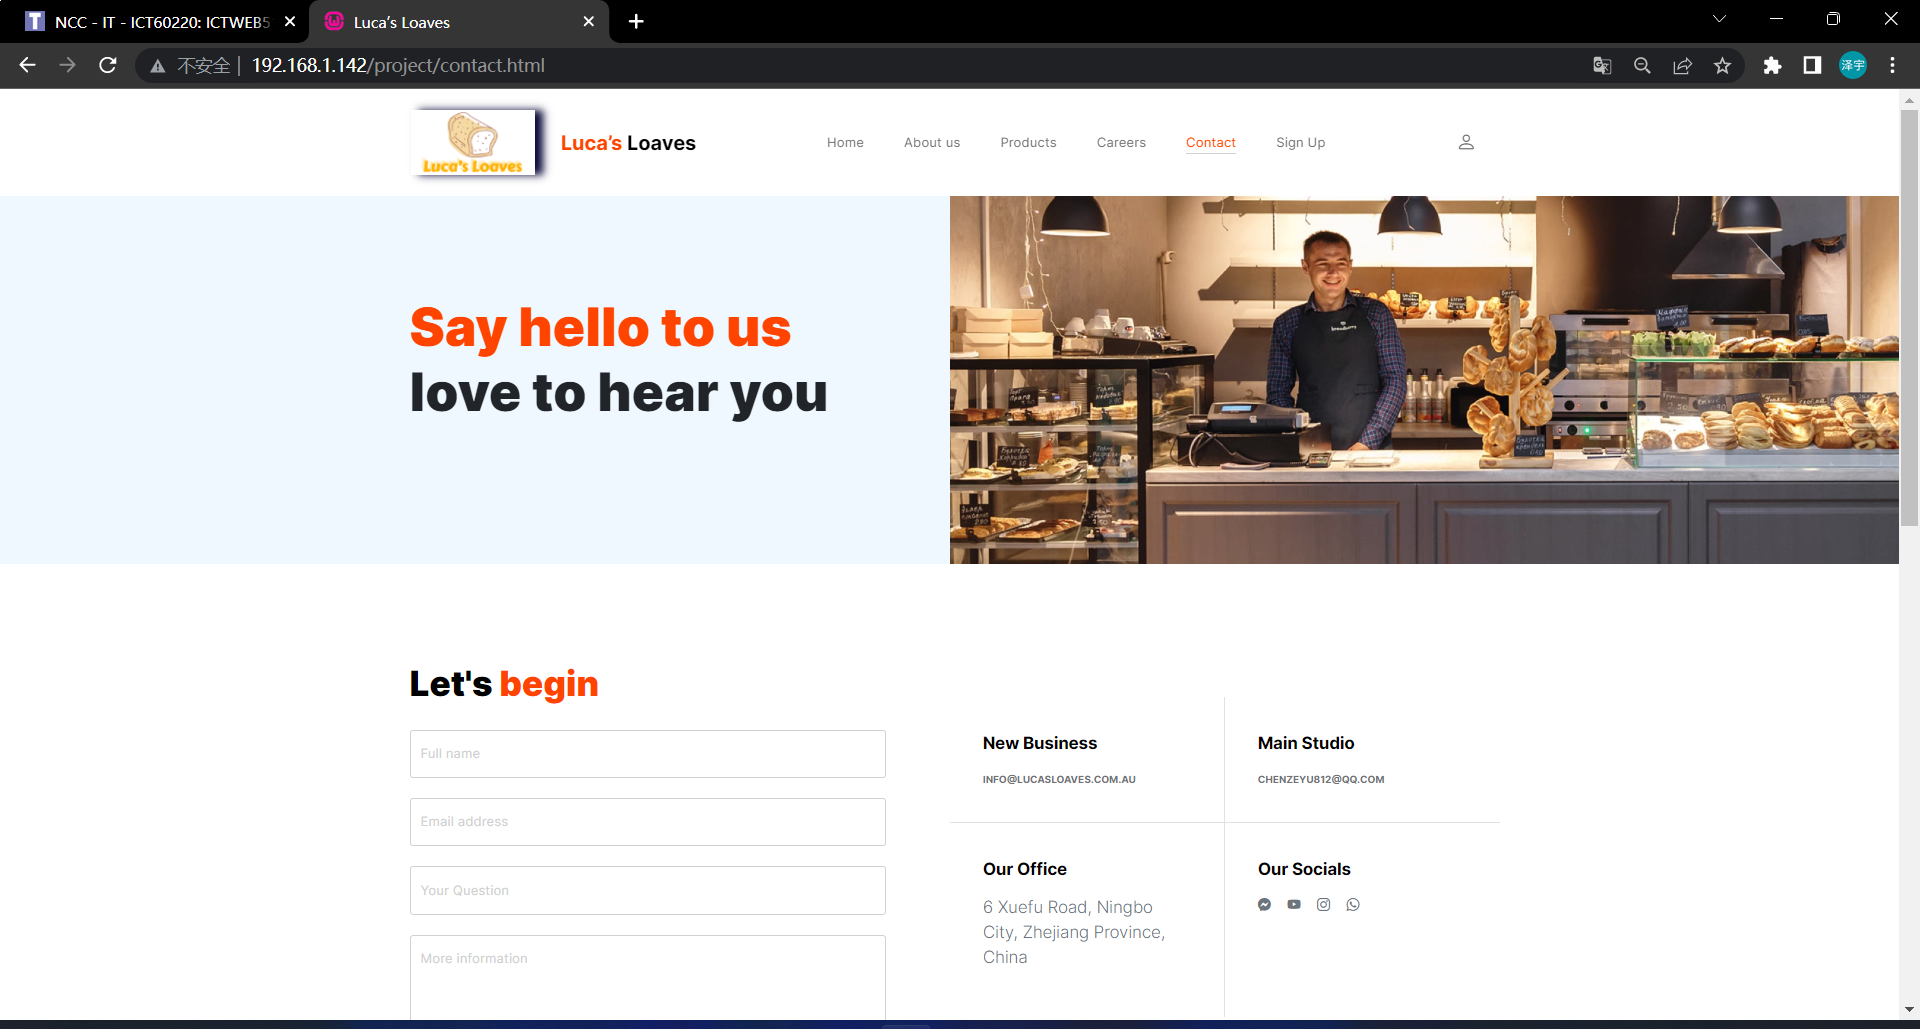 NCC - IT - ICT60220: ICTWEB5
Luca’s Loaves
不安全
192.168.1.142/project/contact.html
泽宇
Luca's Loaves
Luca’s Loaves
Home
About us
Products
Careers
Contact
Sign Up
Say hello to us
love to hear you
Let's begin
Full name
Email address
Your Question
More information
New Business
INFO@LUCASLOAVES.COM.AU
Main Studio
CHENZEYU812@QQ.COM
Our Office
6 Xuefu Road, Ningbo
City, Zhejiang Province,
China
Our Socials